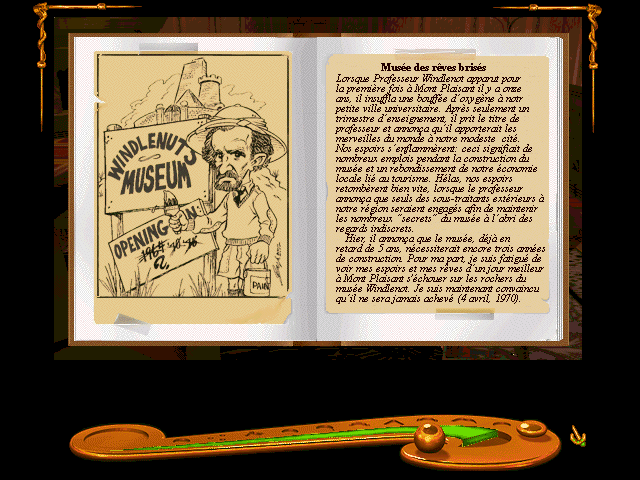 WINDLENUT'S
MUSEUM
OPENING
PAIN
Musée des rêves brisés
Lorsque Professeur Windlenot apparut pour
la première fois à Mont Plaisant il y a onze
ans, il insuffla une bouffée d'oxygène à notr
petite ville universitaire. Après seulement un
trimestre d'enseignement, il prit le titre de
professeur et annonça qu'il apporterait les
merveilles du monde à notre modeste cité.
Nos espoirs s'enflammèrent: ceci signifiait de
nombreux emplois pendant la construction du
musée et un rebondissement de notre économie
locale lié au tourisme. Hélas, nos espoirs
retombèrent bien vite, lorsque le professeur
annonça que seuls des sous-traitants extérieurs à
notre région seraient engagés afin de maintenir
les nombreux "secrets" du musée à l'abri des
regards indiscrets.
Hier, il annonça que le musée, déjà en
retard de 5 ans, nécessiterait encore trois années
de construction. Pour ma part, je suis fatigué de
voir mes espoirs et mes rêves d'un jour meilleur
à Mont Plaisant s'échouer sur les rochers du
musée Windlenot. Je suis maintenant convaincu
qu'il ne sera jamais achevé (4 avril, 1970).